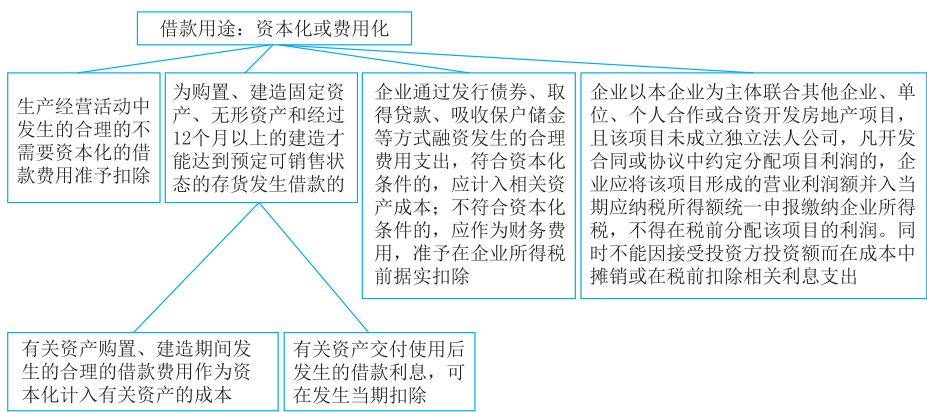 借款用途：资本化或费用化
生产经营活动中
发生的合理的不
需要资本化的借
款费用准予扣除
为购置、建造固定资
产、无形资产和经过
12个月以上的建造才
能达到预定可销售状
态的存货发生借款的
企业通过发行债券、取
得贷款、吸收保户储金
等方式融资发生的合理
费用支出，符合资本化
条件的，应计入相关资
产成本；不符合资本化
条件的，应作为财务费
用，准予在企业所得税
前据实扣除
企业以本企业为主体联合其他企业、单
位、个人合作或合资开发房地产项目，
且该项目未成立独立法人公司，凡开发
合同或协议中约定分配项目利润的，企
业应将该项目形成的营业利润额并入当
期应纳税所得额统一申报缴纳企业所得
税，不得在税前分配该项目的利润。同
时不能因接受投资方投资额而在成本中
摊销或在税前扣除相关利息支出
有关资产购置、建造期间发
生的合理的借款费用作为资
本化计入有关资产的成本
有关资产交付使用后
发生的借款利息，可
在发生当期扣除